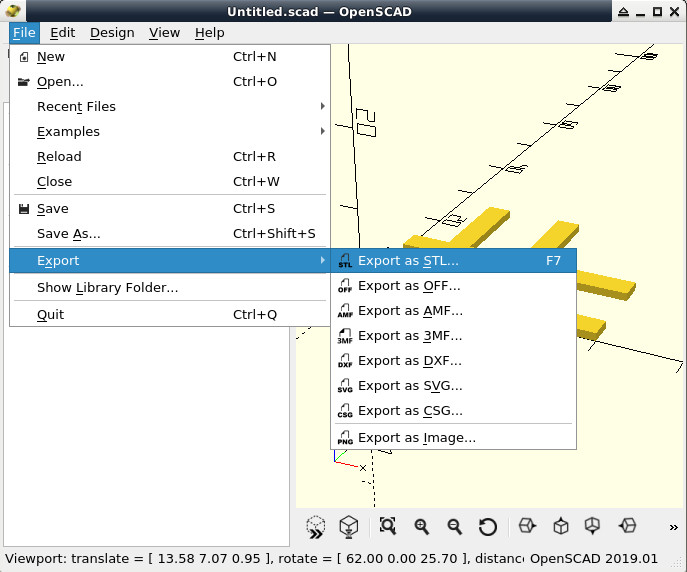 Untitled.scad — OpenSCAD
File Edit Design View Help
New Ctrl+N
Open... Ctrl+O
Recent Files
Examples
Reload Ctrl+R
Close Ctrl+W
Save Ctrl+S
Save As... Ctrl+Shift+S
Export
Show Library Folder...
Quit Ctrl+Q
STL Export as STL... F7
OFF Export as OFF...
AMF Export as AMF...
3MF Export as 3MF...
DXF Export as DXF...
SVG Export as SVG...
CSG Export as CSG...
PNG Export as Image...
20
10
x
Viewport: translate = [ 13.58 7.07 0.95 ], rotate = [ 62.00 0.00 25.70 ], distanc OpenSCAD 2019.01